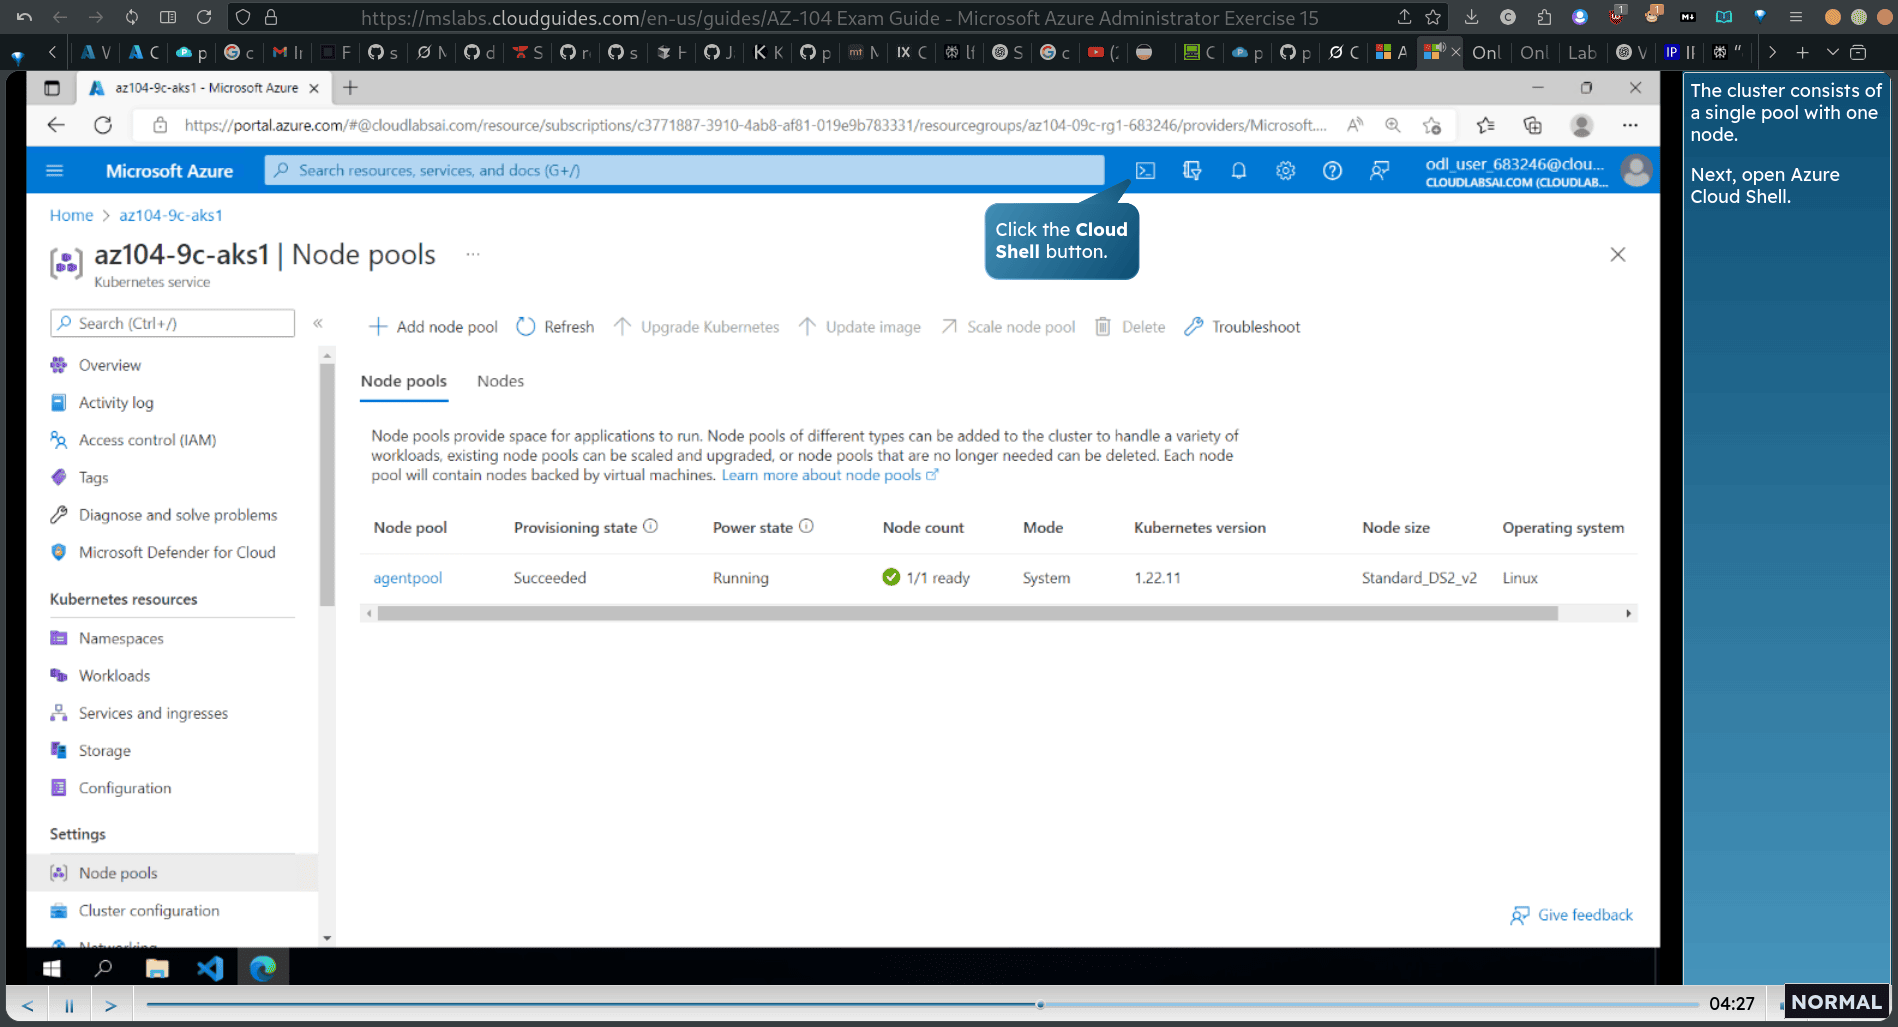 https://mslabs.cloudguides.com/en-us/guides/AZ-104 Exam Guide - Microsoft Azure Administrator Exercise 15
Onl
Onl
Lab
az104-9c-aks1 - Microsoft Azure
https://portal.azure.com/#@cloudlabsai.com/resource/subscriptions/c3771887-3910-4ab8-af81-019e9b783331/resourcegroups/az104-09c-rg1-683246/providers/Microsoft....
Microsoft Azure
Search resources, services, and docs (G+/)
odl_user_683246@clou...
CLOUDLABSAI.COM (CLOUDLAB...
Home > az104-9c-aks1
Click the Cloud
Shell button.
az104-9c-aks1 | Node pools ...
Kubernetes service
Search (Ctrl+/)
«
Add node pool
Refresh
Upgrade Kubernetes
Update image
Scale node pool
Delete
Troubleshoot
Overview
Activity log
Access control (IAM)
Tags
Diagnose and solve problems
Microsoft Defender for Cloud
Kubernetes resources
Namespaces
Workloads
Services and ingresses
Storage
Configuration
Settings
Node pools
Cluster configuration
Networking
Node pools
Nodes
Node pools provide space for applications to run. Node pools of different types can be added to the cluster to handle a variety of
workloads, existing node pools can be scaled and upgraded, or node pools that are no longer needed can be deleted. Each node
pool will contain nodes backed by virtual machines. Learn more about node pools
Node pool Provisioning state Power state Node count Mode Kubernetes version Node size Operating system
agentpool Succeeded Running 1/1 ready System 1.22.11 Standard_DS2_v2 Linux
Give feedback
The cluster consists of
a single pool with one
node.
Next, open Azure
Cloud Shell.
< >
04:27
NORMAL